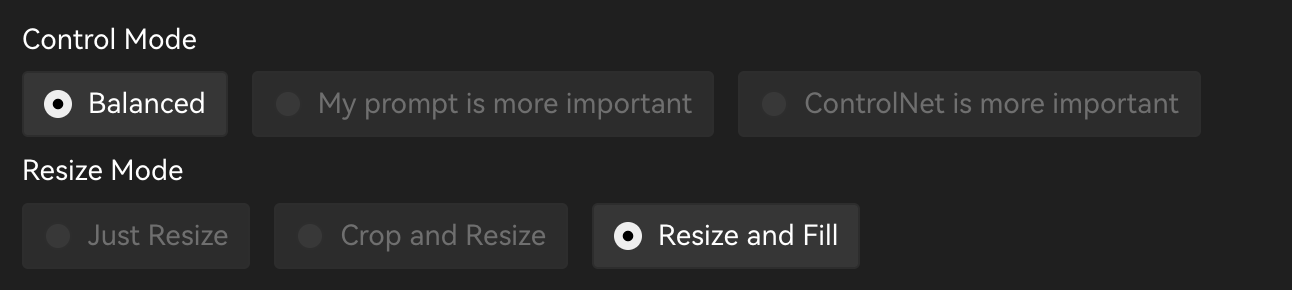 Control Mode
Balanced My prompt is more important ControlNet is more important
Resize Mode
Just Resize Crop and Resize Resize and Fill